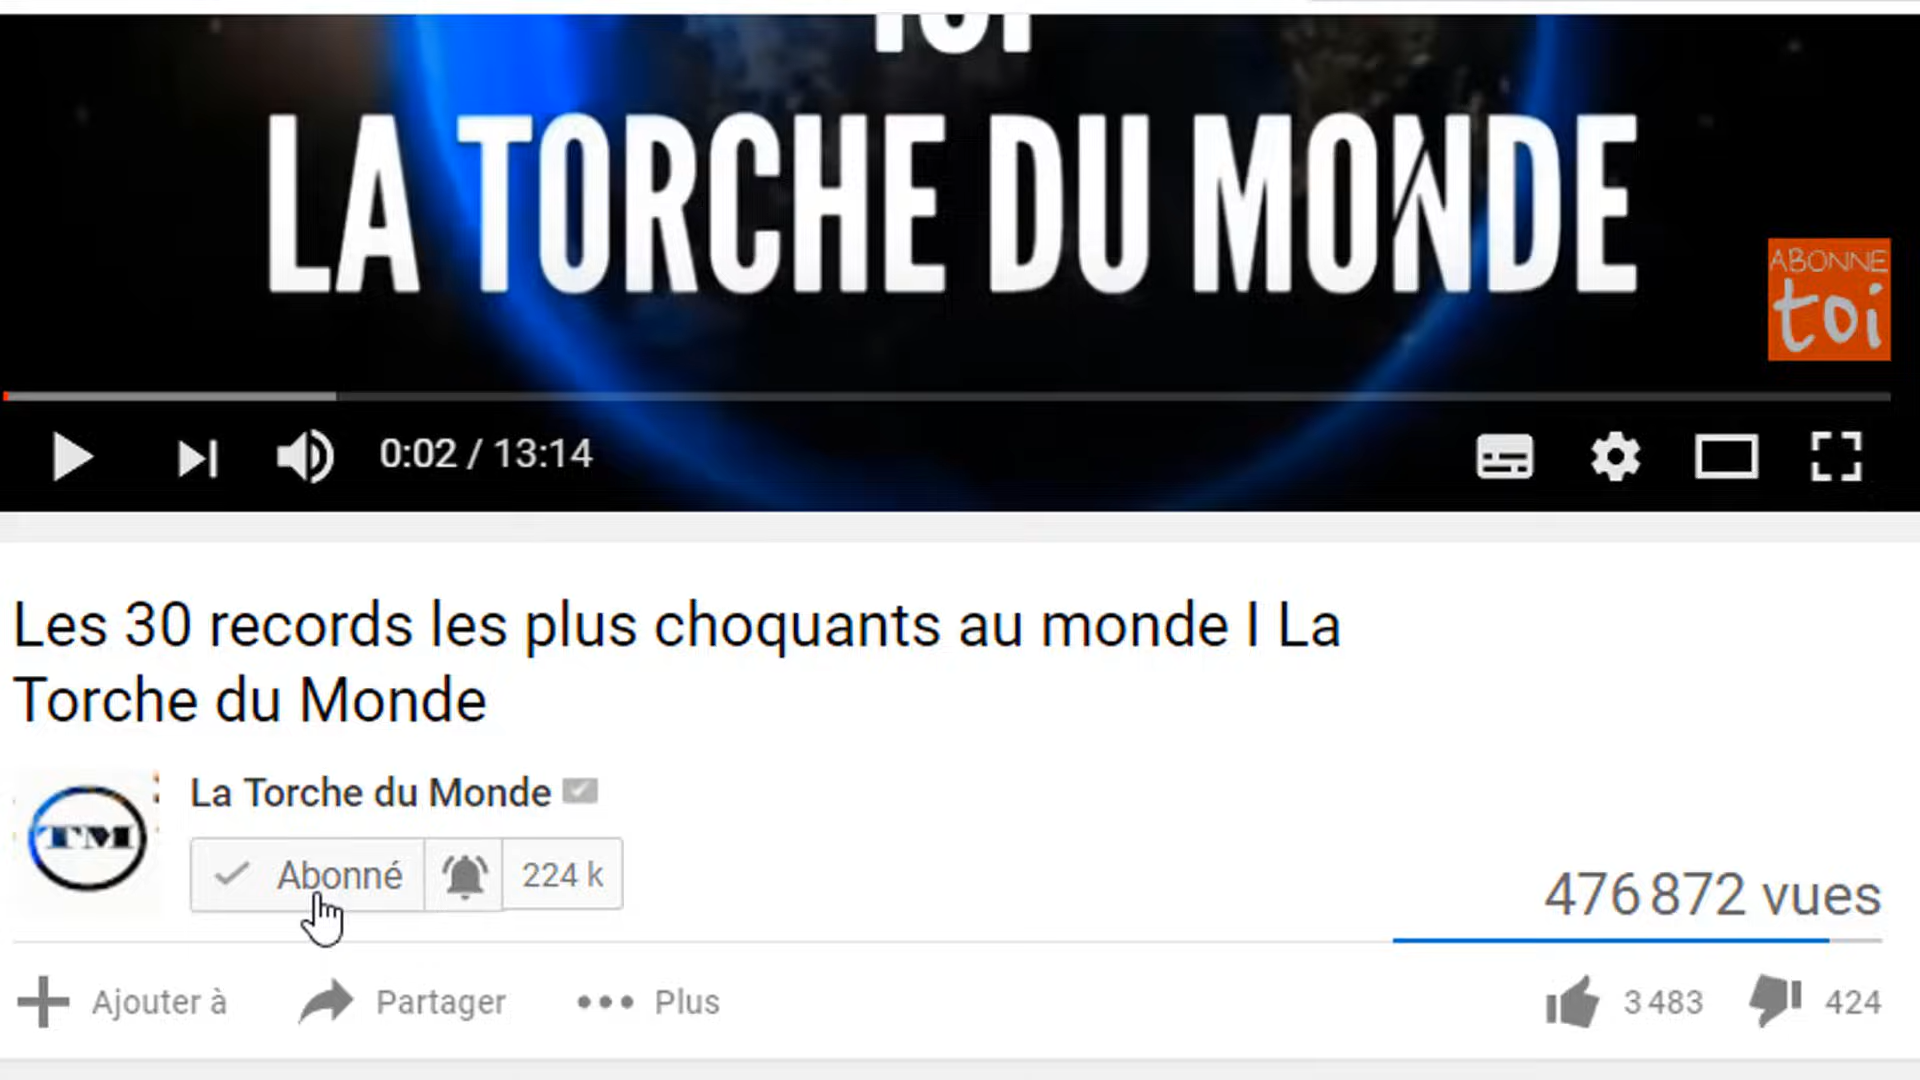 LA TORCHE DU MONDE
ABONNE
toi
0:02 / 13:14
Les 30 records les plus choquants au monde I La
Torche du Monde
TM
La Torche du Monde
Abonné
224 k
476 872 vues
Ajouter à
Partager
Plus
3 483
424